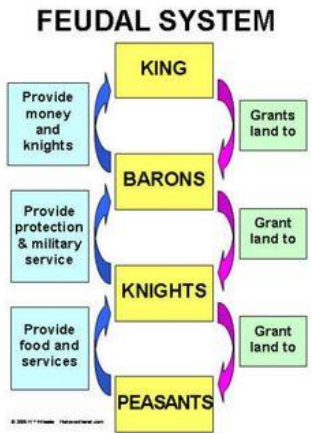 FEUDAL SYSTEM
KING
Provide
money
and
knights
Grants
land to
BARONS
Provide
protection
& military
service
Grant
land to
KNIGHTS
Provide
food and
services
Grant
land to
PEASANTS